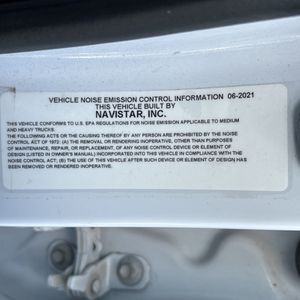 VEHICLE NOISE EMISSION CONTROL INFORMATION 06-2021
THIS VEHICLE BUILT BY
NAVISTAR, INC.
THIS VEHICLE CONFORMS TO U.S. EPA REGULATIONS FOR NOISE EMISSION APPLICABLE TO MEDIUM
AND HEAVY TRUCKS.
THE FOLLOWING ACTS OR THE CAUSING THEREOF BY ANY PERSON ARE PROHIBITED BY THE NOISE
CONTROL ACT OF 1972: (A) THE REMOVAL OR RENDERING INOPERATIVE, OTHER THAN PURPOSES
OF MAINTENANCE, REPAIR, OR REPLACEMENT, OF ANY NOISE CONTROL DEVICE OR ELEMENT OF
DESIGN (LISTED IN OWNER'S MANUAL) INCORPORATED INTO THIS VEHICLE IN COMPLIANCE WITH THE
NOISE CONTROL ACT; (B) THE USE OF THIS VEHICLE AFTER SUCH DEVICE OR ELEMENT OF DESIGN HAS BEEN
REMOVED OR RENDERED INOPERATIVE.